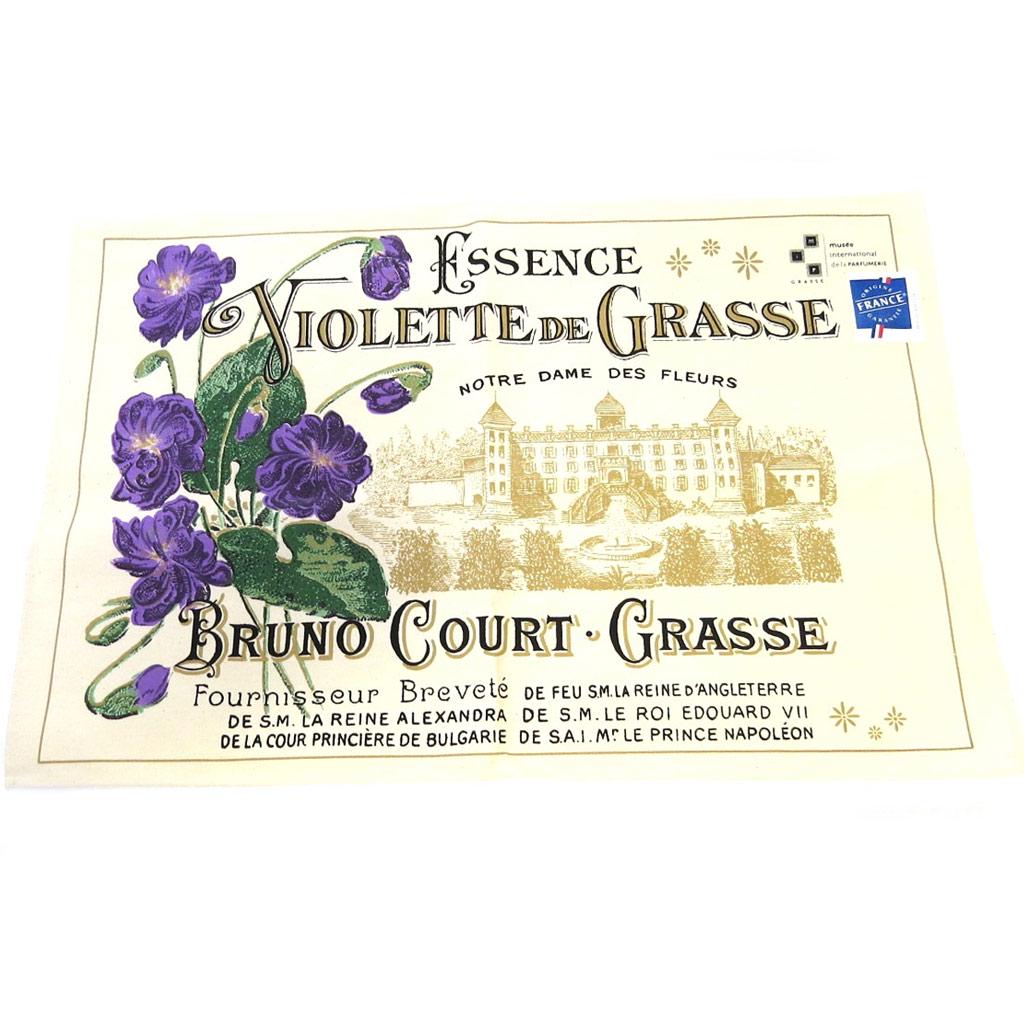 ESSENCE
VIOLETTE DE GRASSE
NOTRE DAME DES FLEURS
M
I P
GRASSE
musée
international
de la PARFUMERIE
ORIGINE
FRANCE
GARANTIE
BRUNO COURT · GRASSE
Fournisseur Breveté DE FEU S.M. LA REINE D'ANGLETERRE
DE S.M. LA REINE ALEXANDRA DE S.M. LE ROI EDOUARD VII
DE LA COUR PRINCIÈRE DE BULGARIE DE S.A.I. Mgr LE PRINCE NAPOLÉON